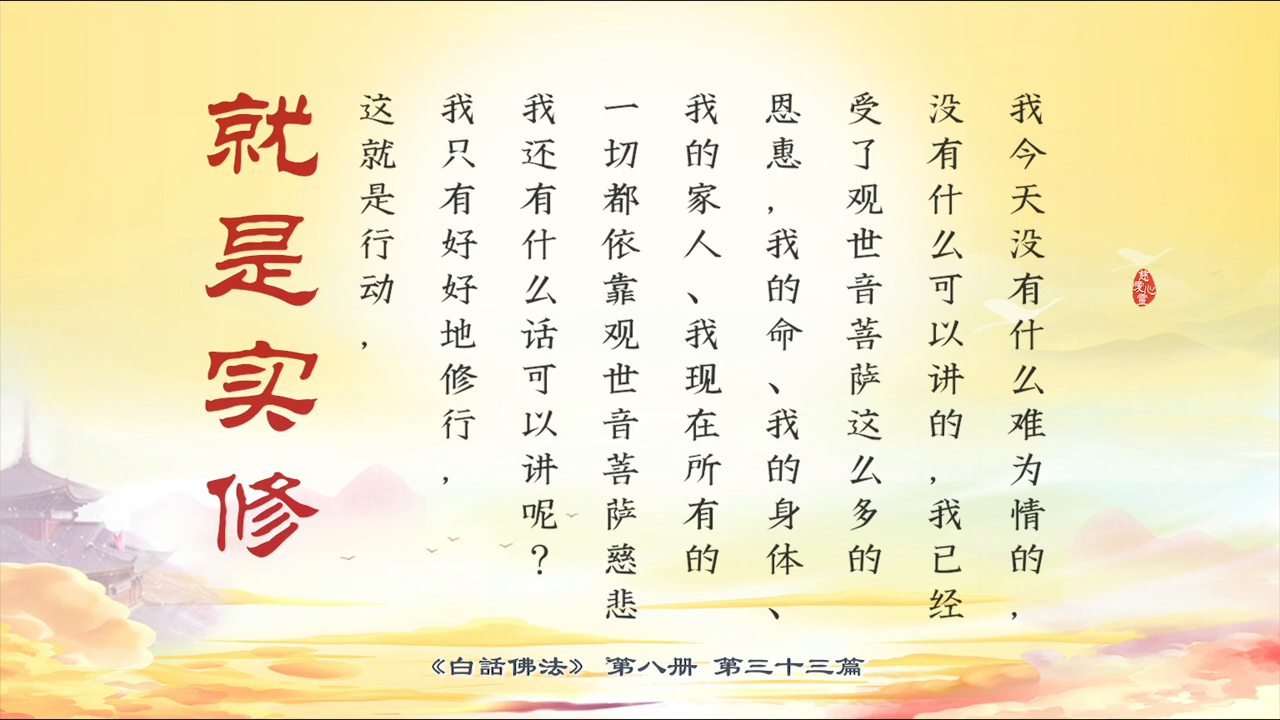 我今天没有什么难为情的，
没有什么可以讲的，我已经
受了观世音菩萨这么多的
恩惠，我的命、我的身体、
我的家人、我现在所有的
一切都依靠观世音菩萨慈悲
我还有什么话可以讲呢？
我只有好好地修行，
这就是行动，
就是实修
《白話佛法》 第八册 第三十三篇